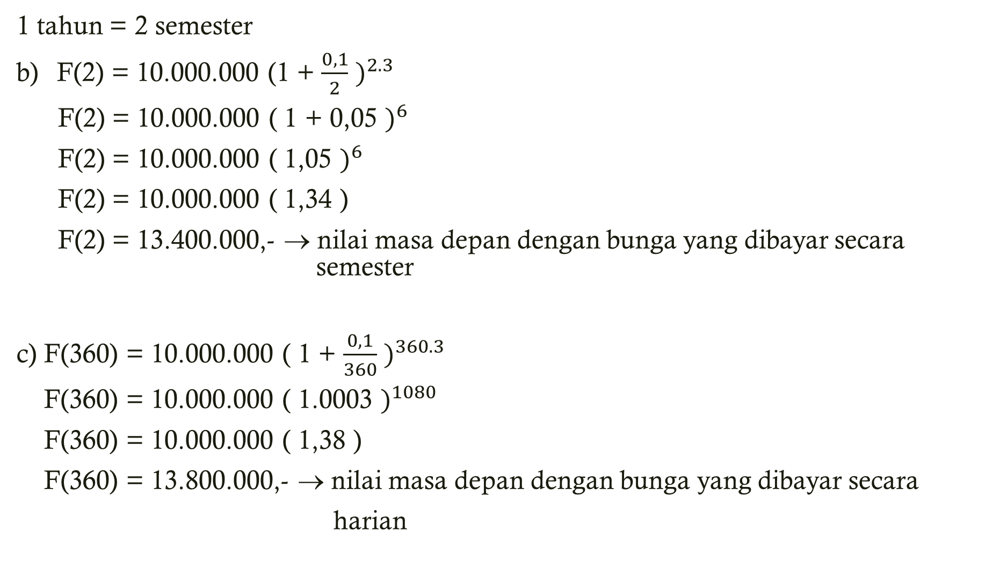 1 tahun = 2 semester
b) F(2) = 10.000.000 (1 + 0,1/2 )^2.3
F(2) = 10.000.000 ( 1 + 0,05 )^6
F(2) = 10.000.000 ( 1,05 )^6
F(2) = 10.000.000 ( 1,34 )
F(2) = 13.400.000,- → nilai masa depan dengan bunga yang dibayar secara
semester
c) F(360) = 10.000.000 ( 1 + 0,1/360 )^360.3
F(360) = 10.000.000 ( 1.0003 )^1080
F(360) = 10.000.000 ( 1,38 )
F(360) = 13.800.000,- → nilai masa depan dengan bunga yang dibayar secara
harian